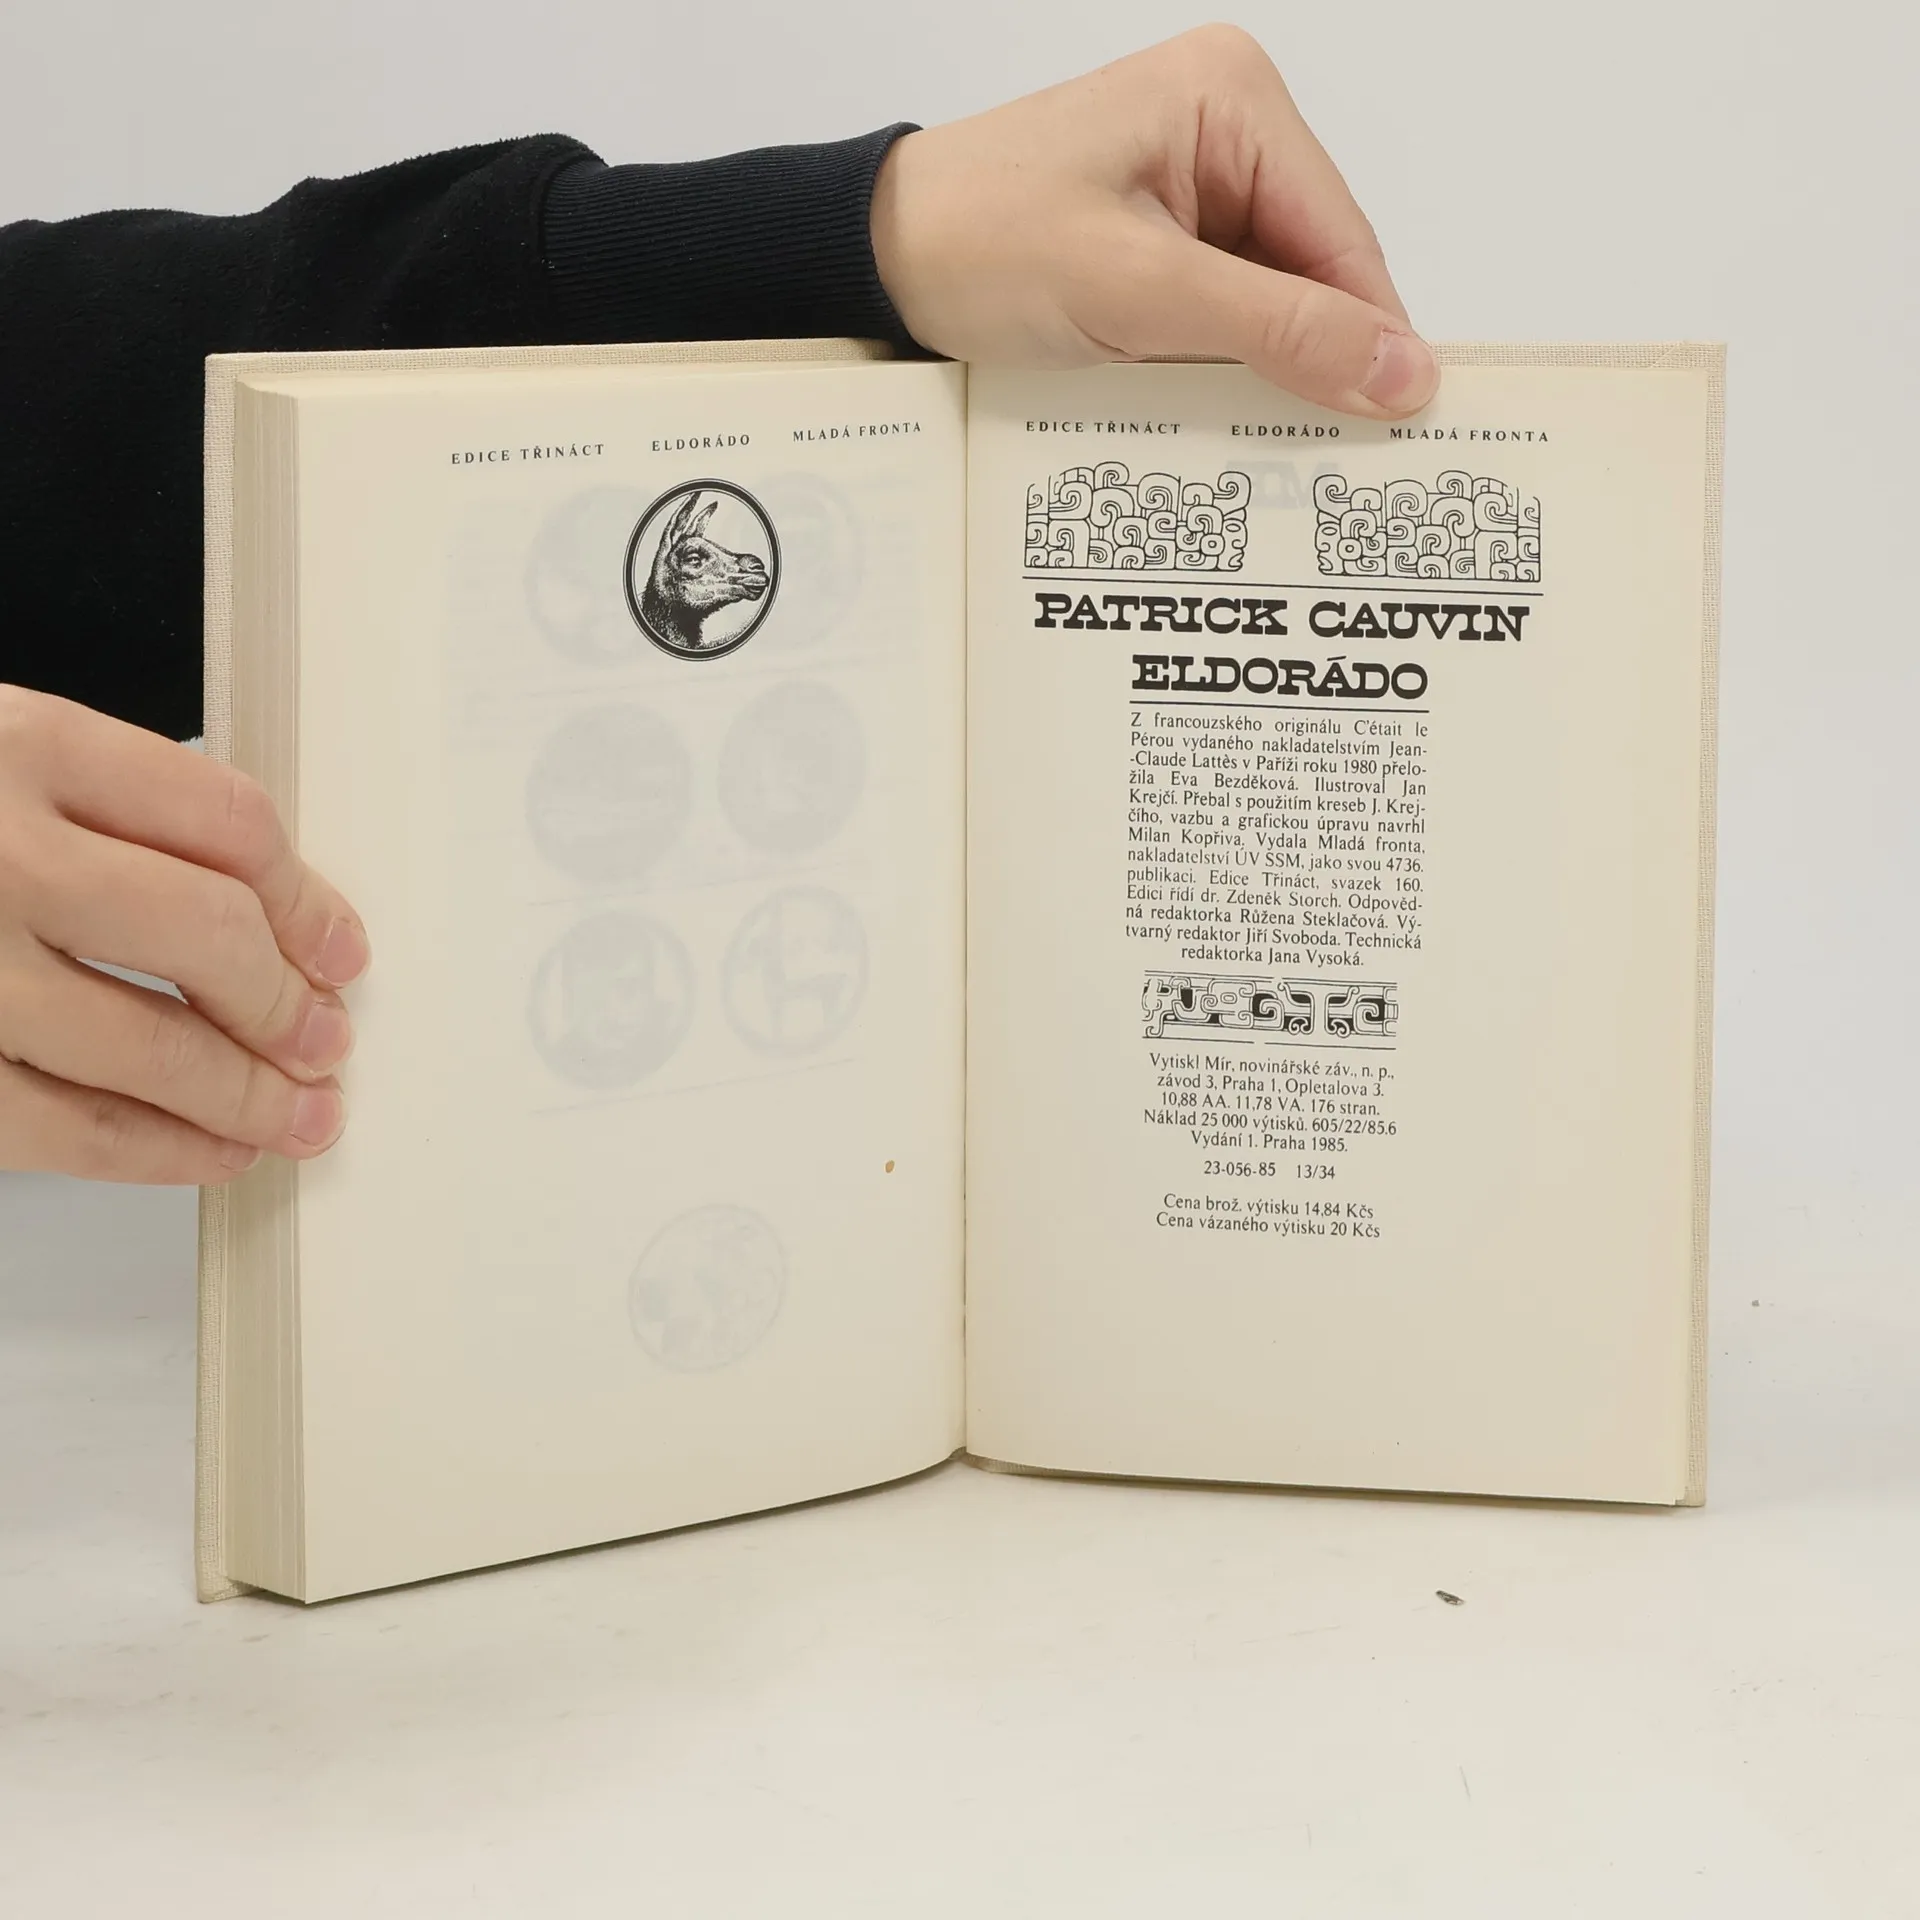 EDICE TŘINÁCT ELDORÁDO MLADÁ FRONTA
EDICE TŘINÁCT ELDORÁDO MLADÁ FRONTA
PATRICK CAUVIN
ELDORÁDO
Z francouzského originálu C'était le
Pérou vydaného nakladatelstvím Jean-
-Claude Lattès v Paříži roku 1980 přelo-
žila Eva Bezděková. Ilustroval Jan
Krejčí. Přebal s použitím kreseb J. Krej-
čího, vazbu a grafickou úpravu navrhl
Milan Kopřiva. Vydala Mladá fronta,
nakladatelství ÚV SSM, jako svou 4736.
publikaci. Edice Třináct, svazek 160.
Edici řídí dr. Zdeněk Storch. Odpověd-
ná redaktorka Růžena Steklačová. Vý-
tvarný redaktor Jiří Svoboda. Technická
redaktorka Jana Vysoká.
Vytiskl Mír, novinářské záv., n. p.,
závod 3, Praha 1, Opletalova 3.
10,88 AA. 11,78 VA. 176 stran.
Náklad 25 000 výtisků. 605/22/85.6
Vydání 1. Praha 1985.
23-056-85 13/34
Cena brož. výtisku 14,84 Kčs
Cena vázaného výtisku 20 Kčs